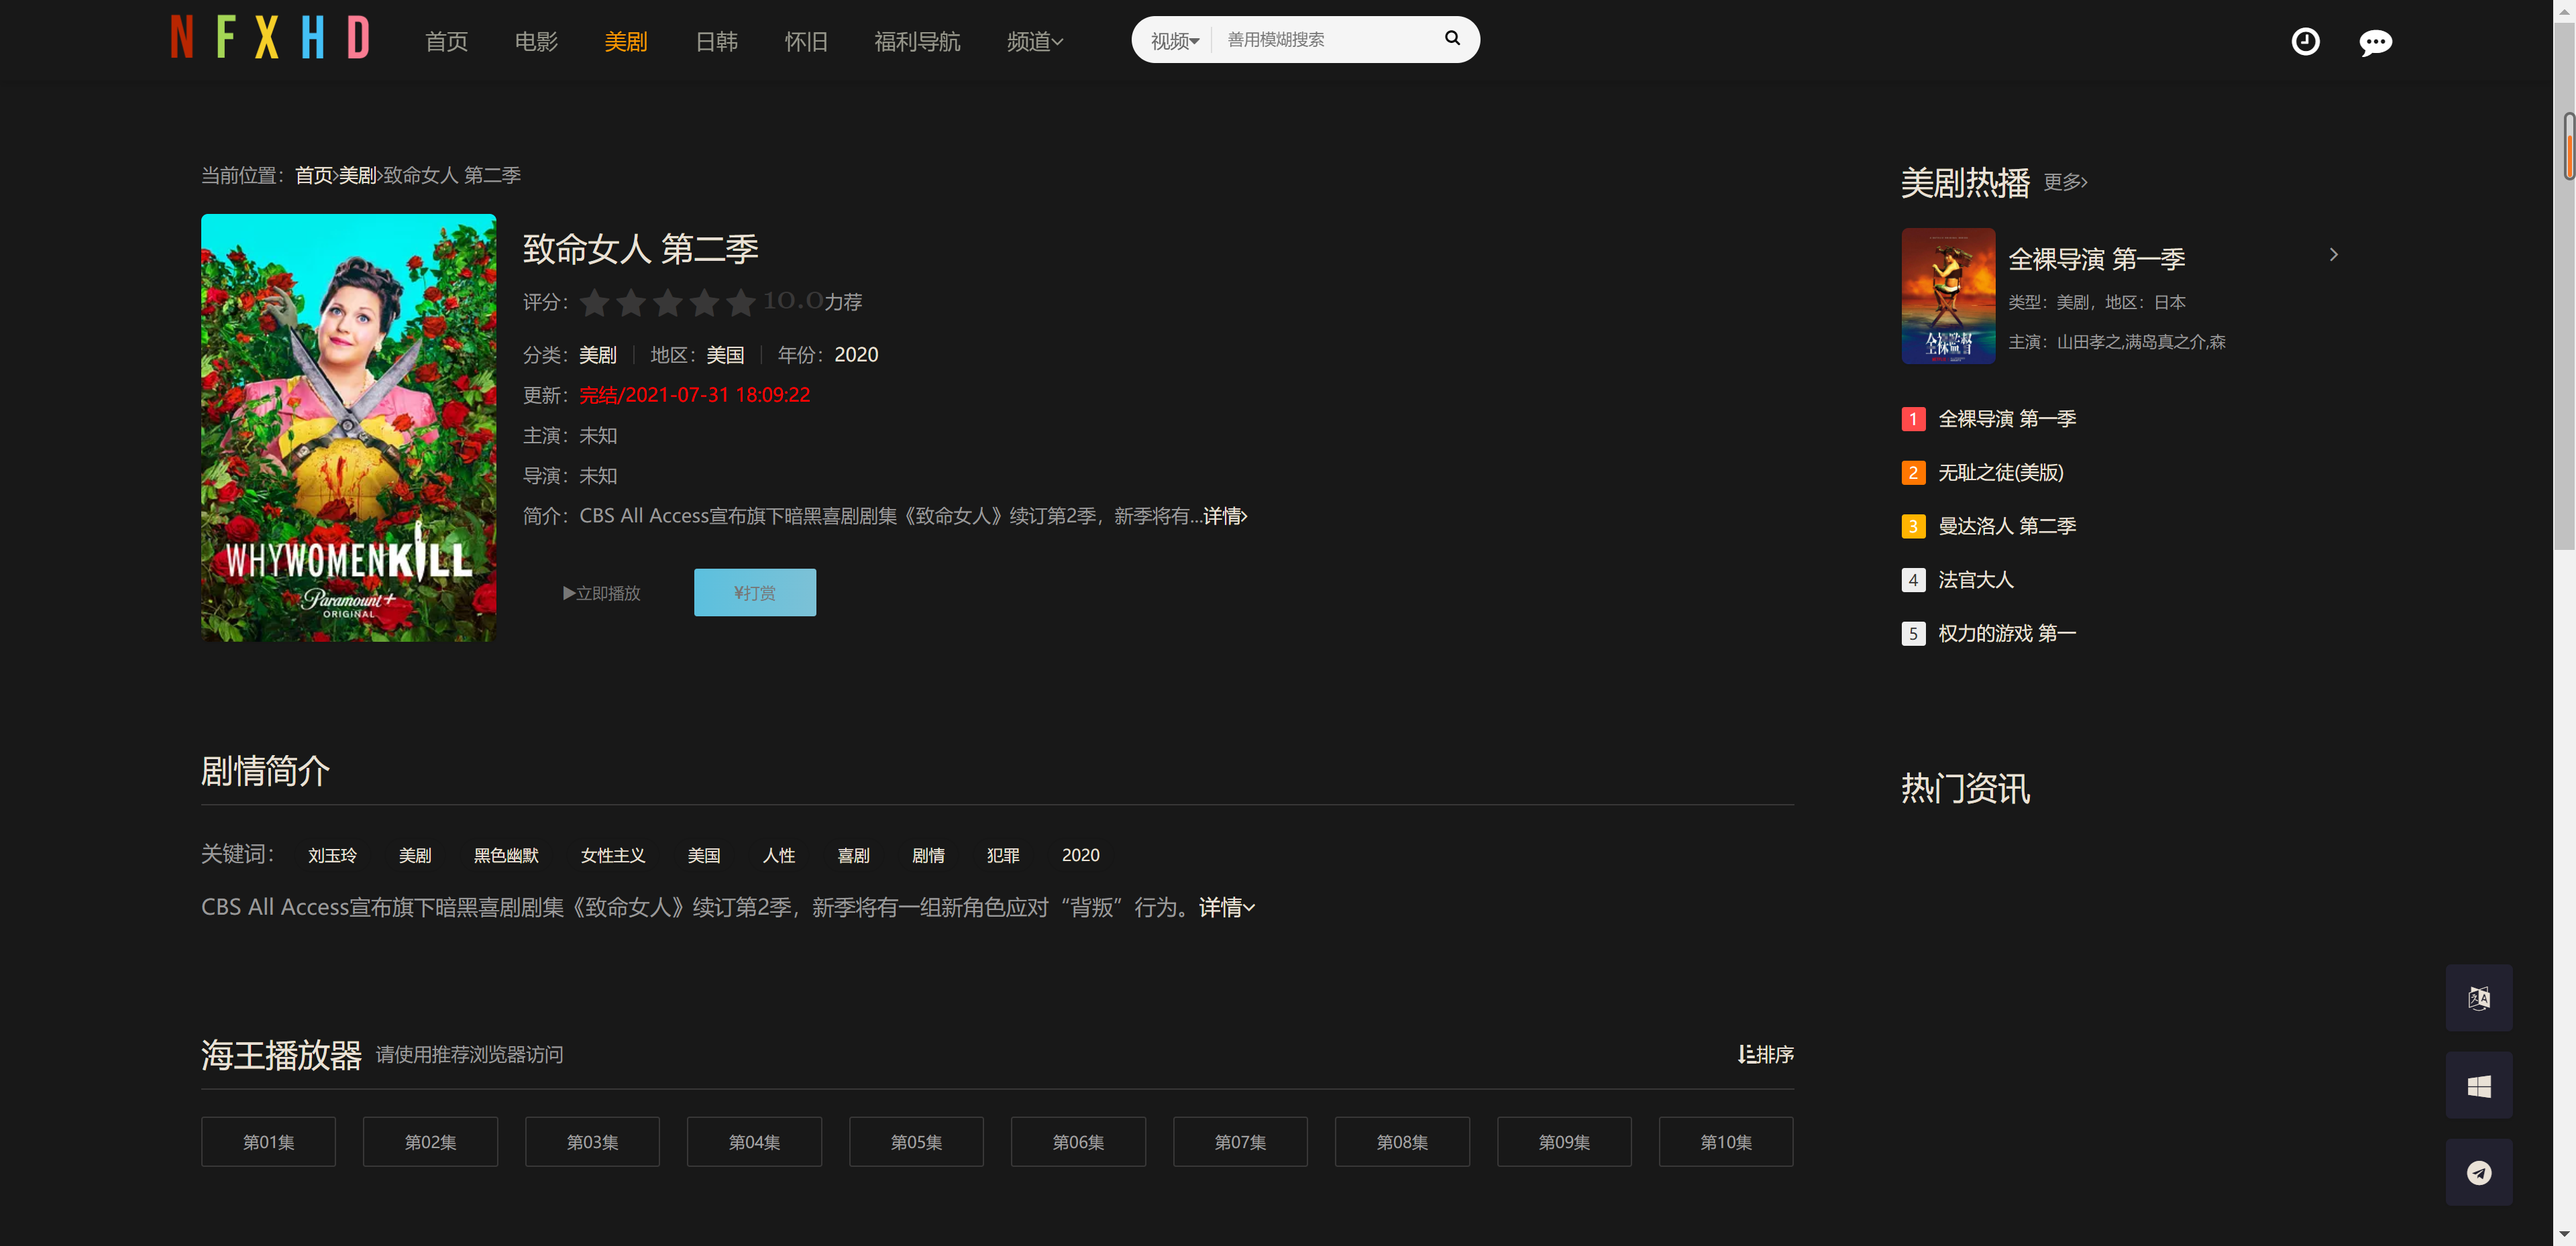 NFXHD 首页 电影 美剧 日韩 怀旧 福利导航 频道 视频 善用模糊搜索
当前位置：首页>美剧>致命女人 第二季
WHYWOMENKILL
Paramount+
ORIGINAL
致命女人 第二季
评分：10.0力荐
分类：美剧 地区：美国 年份：2020
更新：完结/2021-07-31 18:09:22
主演：未知
导演：未知
简介：CBS All Access宣布旗下暗黑喜剧剧集《致命女人》续订第2季，新季将有...详情>
立即播放 ¥打赏
美剧热播 更多>
全裸監督
全裸导演 第一季
类型：美剧，地区：日本
主演：山田孝之,满岛真之介,森
1 全裸导演 第一季
2 无耻之徒(美版)
3 曼达洛人 第二季
4 法官大人
5 权力的游戏 第一
剧情简介
关键词： 刘玉玲 美剧 黑色幽默 女性主义 美国 人性 喜剧 剧情 犯罪 2020
CBS All Access宣布旗下暗黑喜剧剧集《致命女人》续订第2季，新季将有一组新角色应对“背叛”行为。详情
热门资讯
海王播放器 请使用推荐浏览器访问 排序
第01集 第02集 第03集 第04集 第05集 第06集 第07集 第08集 第09集 第10集